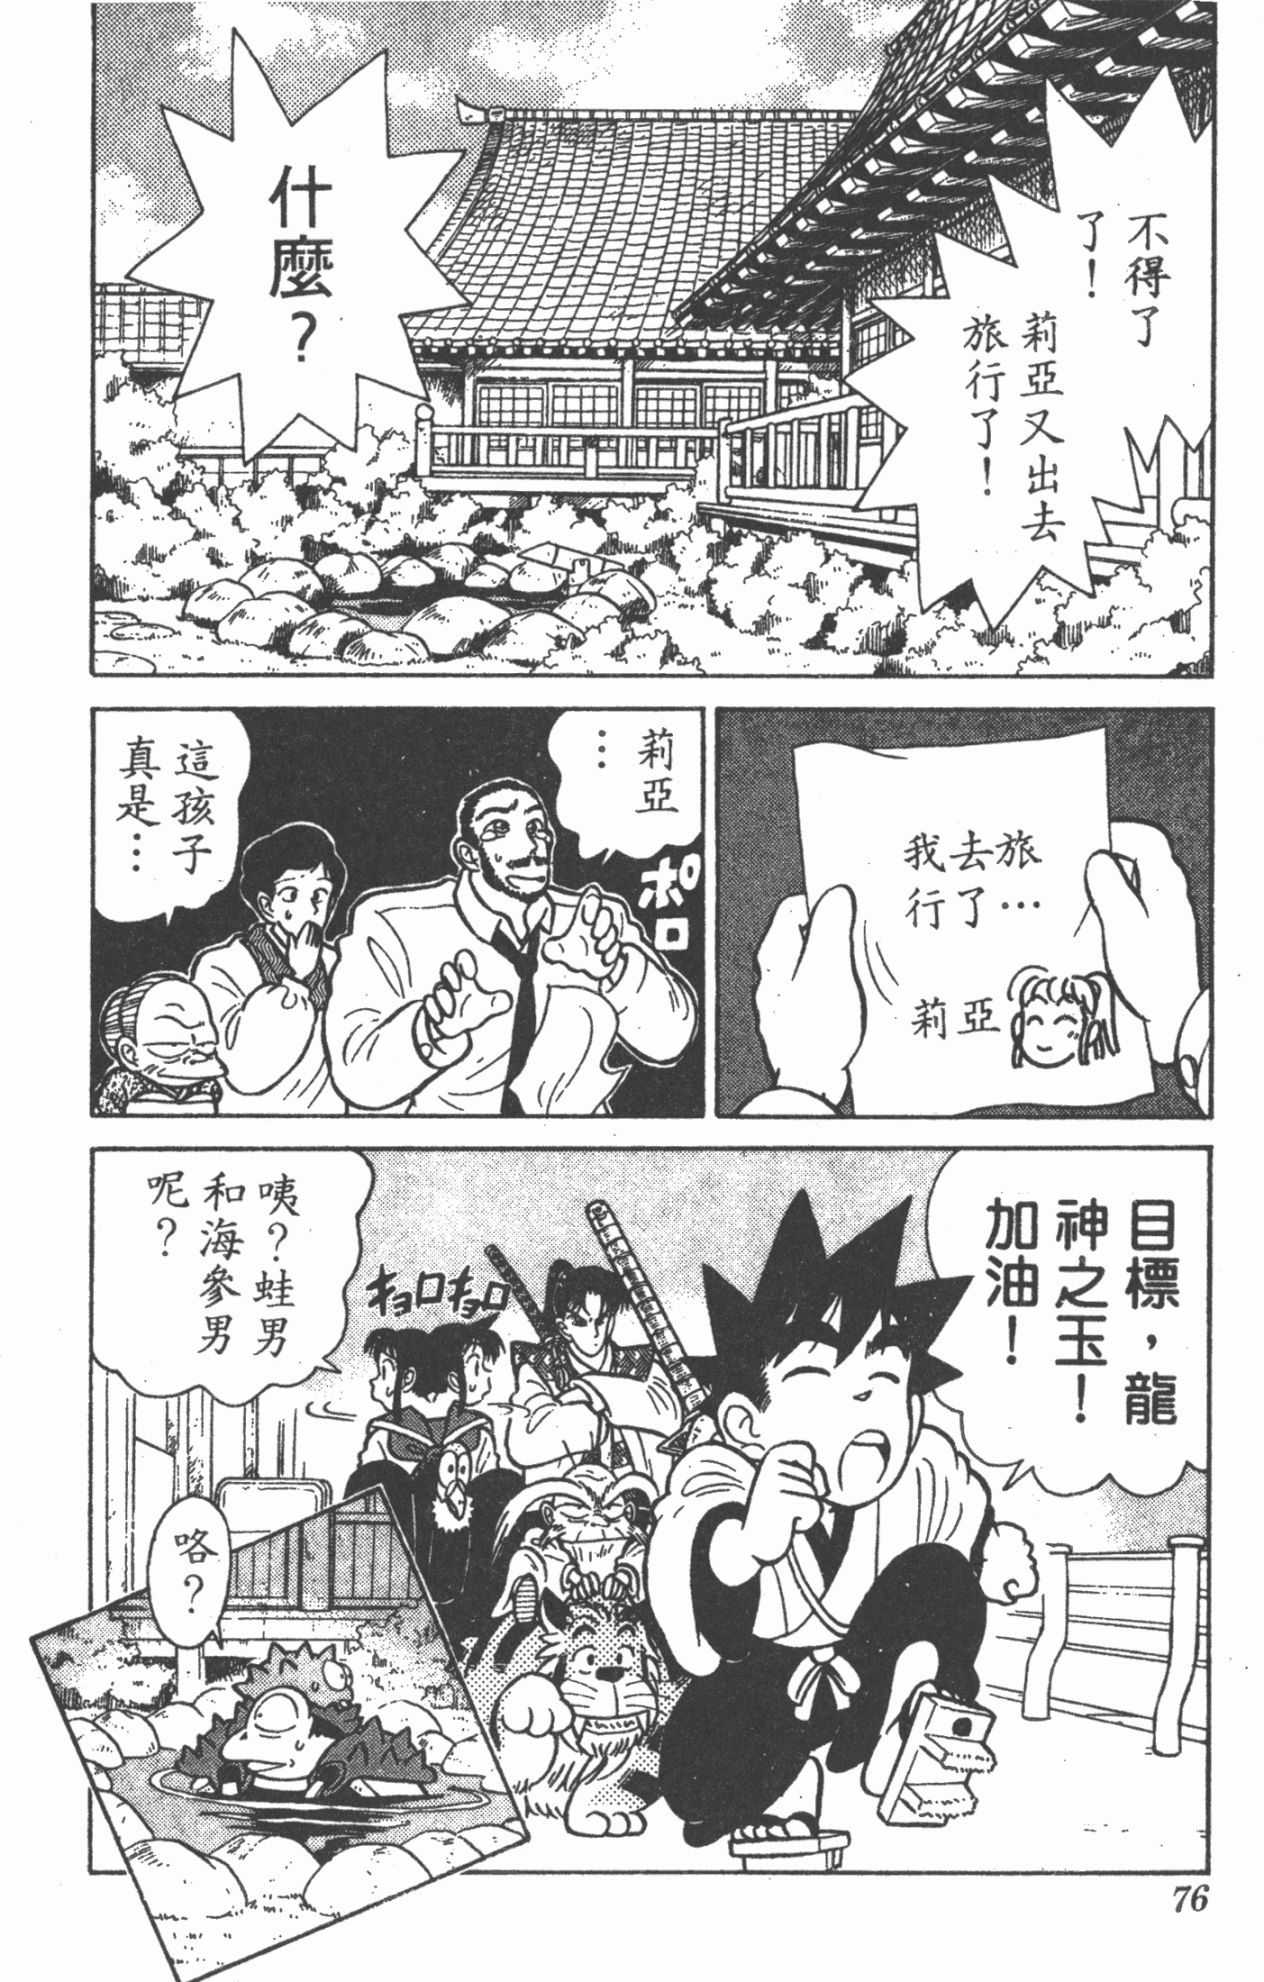 不得了
了！
莉亞又出去
旅行了！
什麼？
我去旅
行了…
莉亞
莉亞
…
ポロ
這孩子
真是…
目標，龍
神之玉！
加油！
キョロキョロ
咦？蛙男
和海參男
呢？
咯？
76